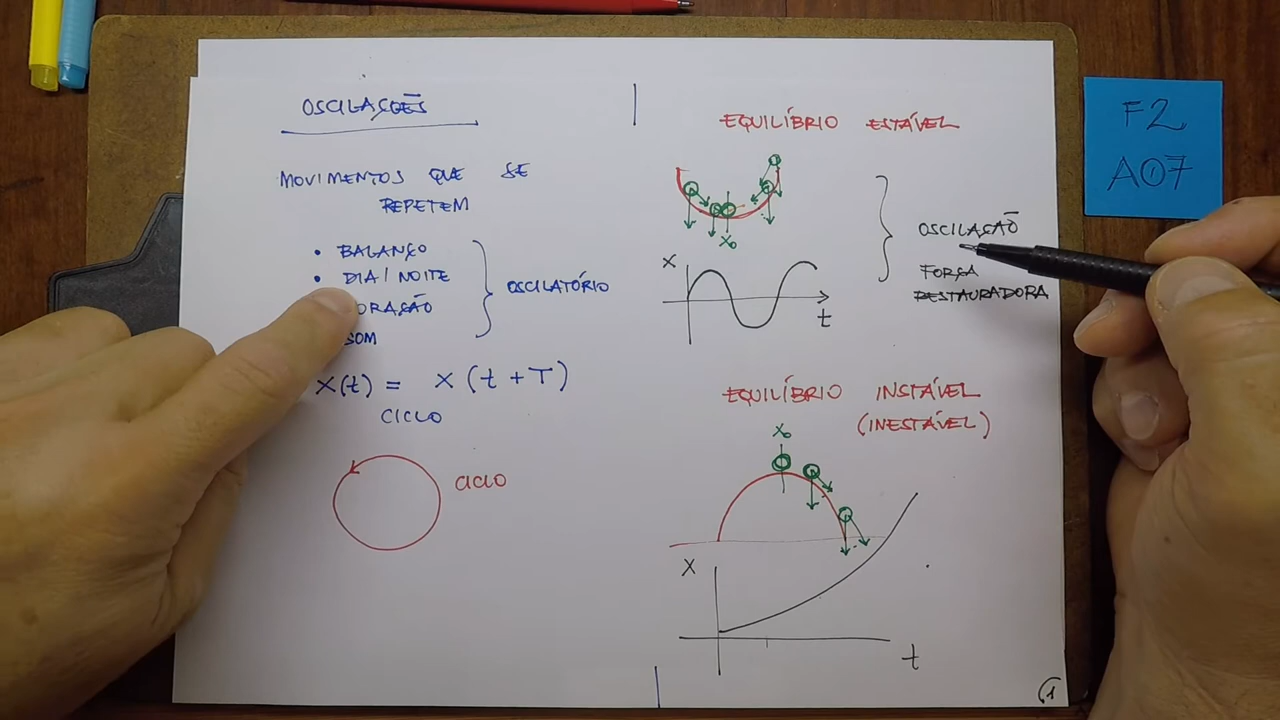 OSCILAÇÕES
MOVIMENTOS QUE SE
REPETEM
• BALANÇO
• DIA/NOITE
ORAÇÃO
SOM
OSCILATÓRIO
X(t) = X(t+T)
CICLO
CICLO
EQUILÍBRIO ESTÁVEL
X₀
X
t
OSCILAÇÃO
FORÇA
RESTAURADORA
EQUILÍBRIO INSTÁVEL
(INESTÁVEL)
X₀
X
t
1
F2
A07